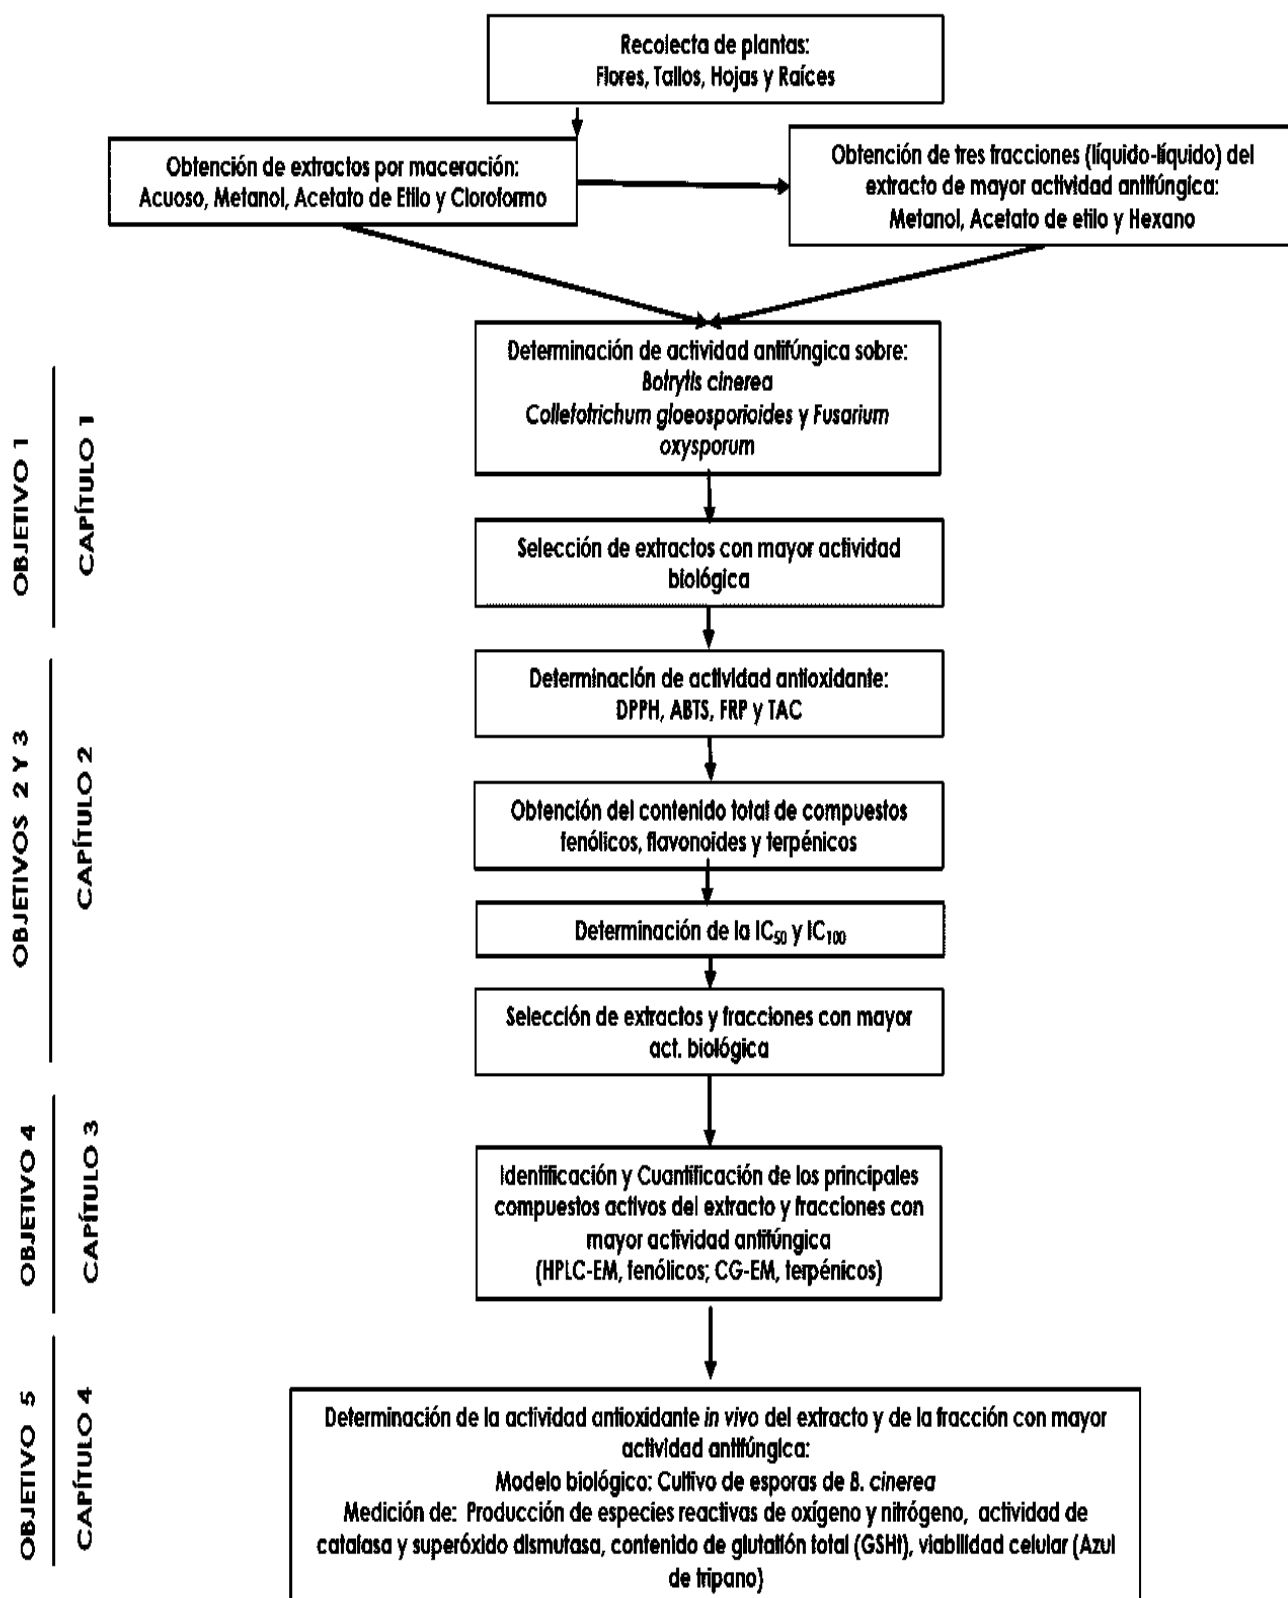 Recolecta de plantas:
Flores, Tallos, Hojas y Raíces
Obtención de extractos por maceración:
Acuoso, Metanol, Acetato de Etilo y Cloroformo
Obtención de tres fracciones (líquido-líquido) del
extracto de mayor actividad antifúngica:
Metanol, Acetato de etilo y Hexano
OBJETIVO 1
CAPÍTULO 1
Determinación de actividad antifúngica sobre:
Botrytis cinerea
Colletotrichum gloeosporioides y Fusarium
oxysporum
Selección de extractos con mayor actividad
biológica
OBJETIVOS 2 Y 3
CAPÍTULO 2
Determinación de actividad antioxidante:
DPPH, ABTS, FRP y TAC
Obtención del contenido total de compuestos
fenólicos, flavonoides y terpénicos
Determinación de la IC50 y IC100
Selección de extractos y fracciones con mayor
act. biológica
OBJETIVO 4
CAPÍTULO 3
Identificación y Cuantificación de los principales
compuestos activos del extracto y fracciones con
mayor actividad antifúngica
(HPLC-EM, fenólicos; CG-EM, terpénicos)
OBJETIVO 5
CAPÍTULO 4
Determinación de la actividad antioxidante in vivo del extracto y de la fracción con mayor
actividad antifúngica:
Modelo biológico: Cultivo de esporas de B. cinerea
Medición de: Producción de especies reactivas de oxígeno y nitrógeno, actividad de
catalasa y superóxido dismutasa, contenido de glutatión total (GSHt), viabilidad celular (Azul
de tripano)